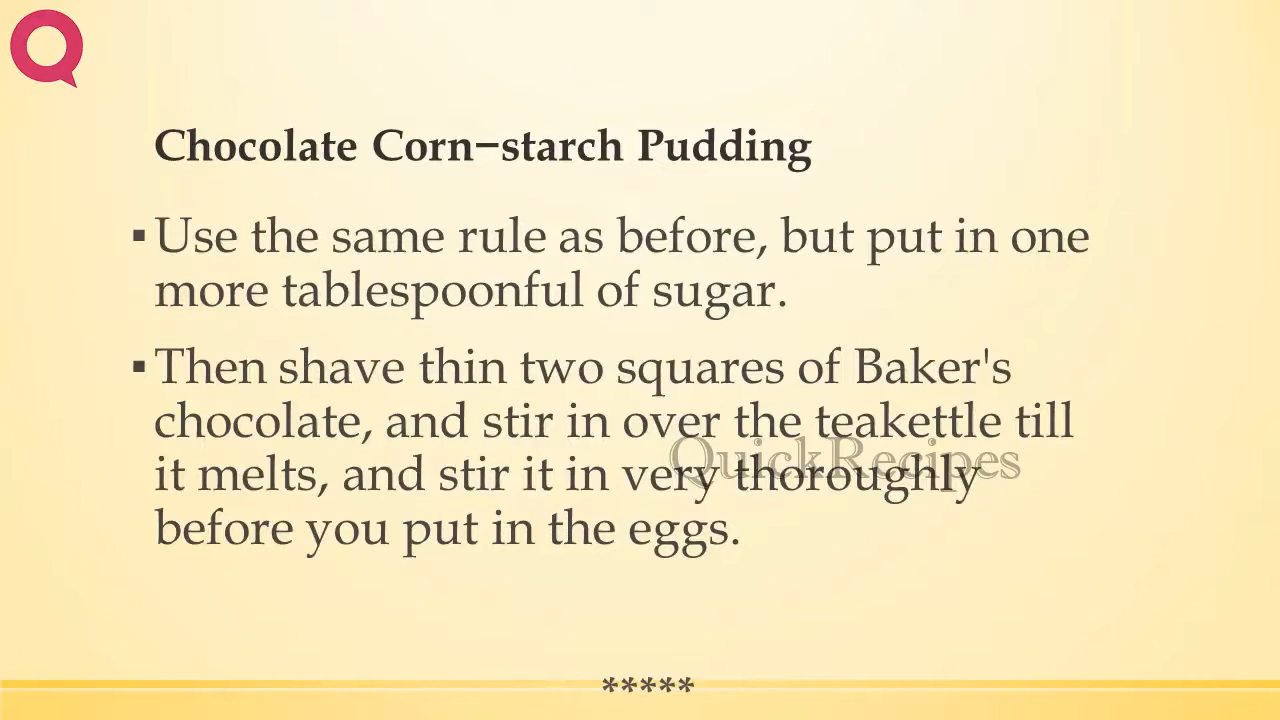 Chocolate Corn−starch Pudding
▪Use the same rule as before, but put in one
more tablespoonful of sugar.
▪Then shave thin two squares of Baker's
chocolate, and stir in over the teakettle till
it melts, and stir it in very thoroughly
before you put in the eggs.
QuickRecipes
*****